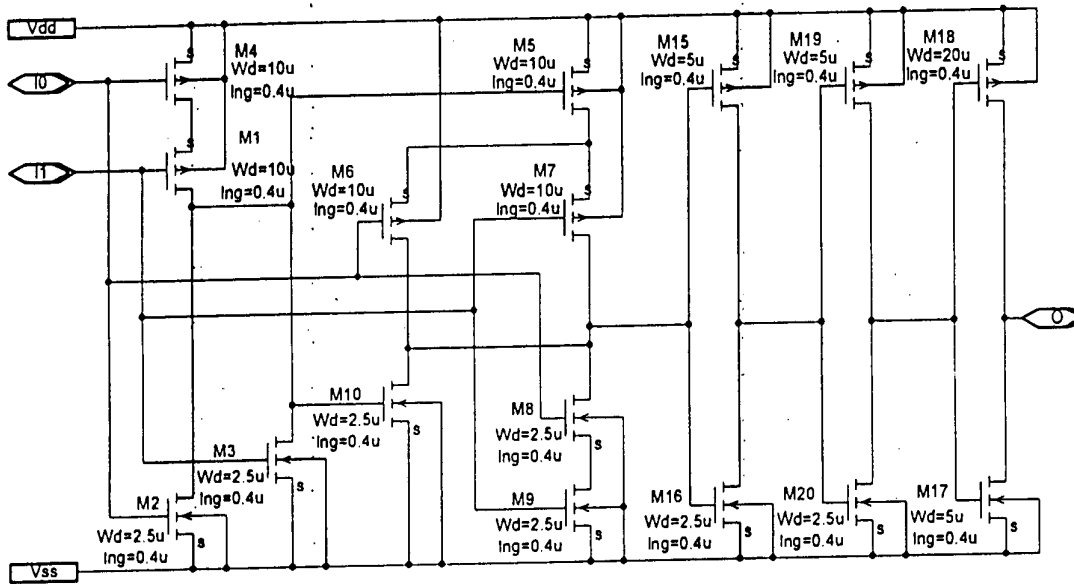 Vdd
I0
I1
M4
Wd=10u
lng=0.4u
S
M1
Wd=10u
lng=0.4u
S
M5
Wd=10u
lng=0.4u
S
M6
Wd=10u
lng=0.4u
S
M7
Wd=10u
lng=0.4u
S
M15
Wd=5u
lng=0.4u
S
M19
Wd=5u
lng=0.4u
S
M18
Wd=20u
lng=0.4u
S
O
M10
Wd=2.5u
lng=0.4u
S
M8
Wd=2.5u
lng=0.4u
S
M3
Wd=2.5u
lng=0.4u
S
M2
Wd=2.5u
lng=0.4u
S
M9
Wd=2.5u
lng=0.4u
S
M16
Wd=2.5u
lng=0.4u
S
M20
Wd=2.5u
lng=0.4u
S
M17
Wd=5u
lng=0.4u
S
Vss